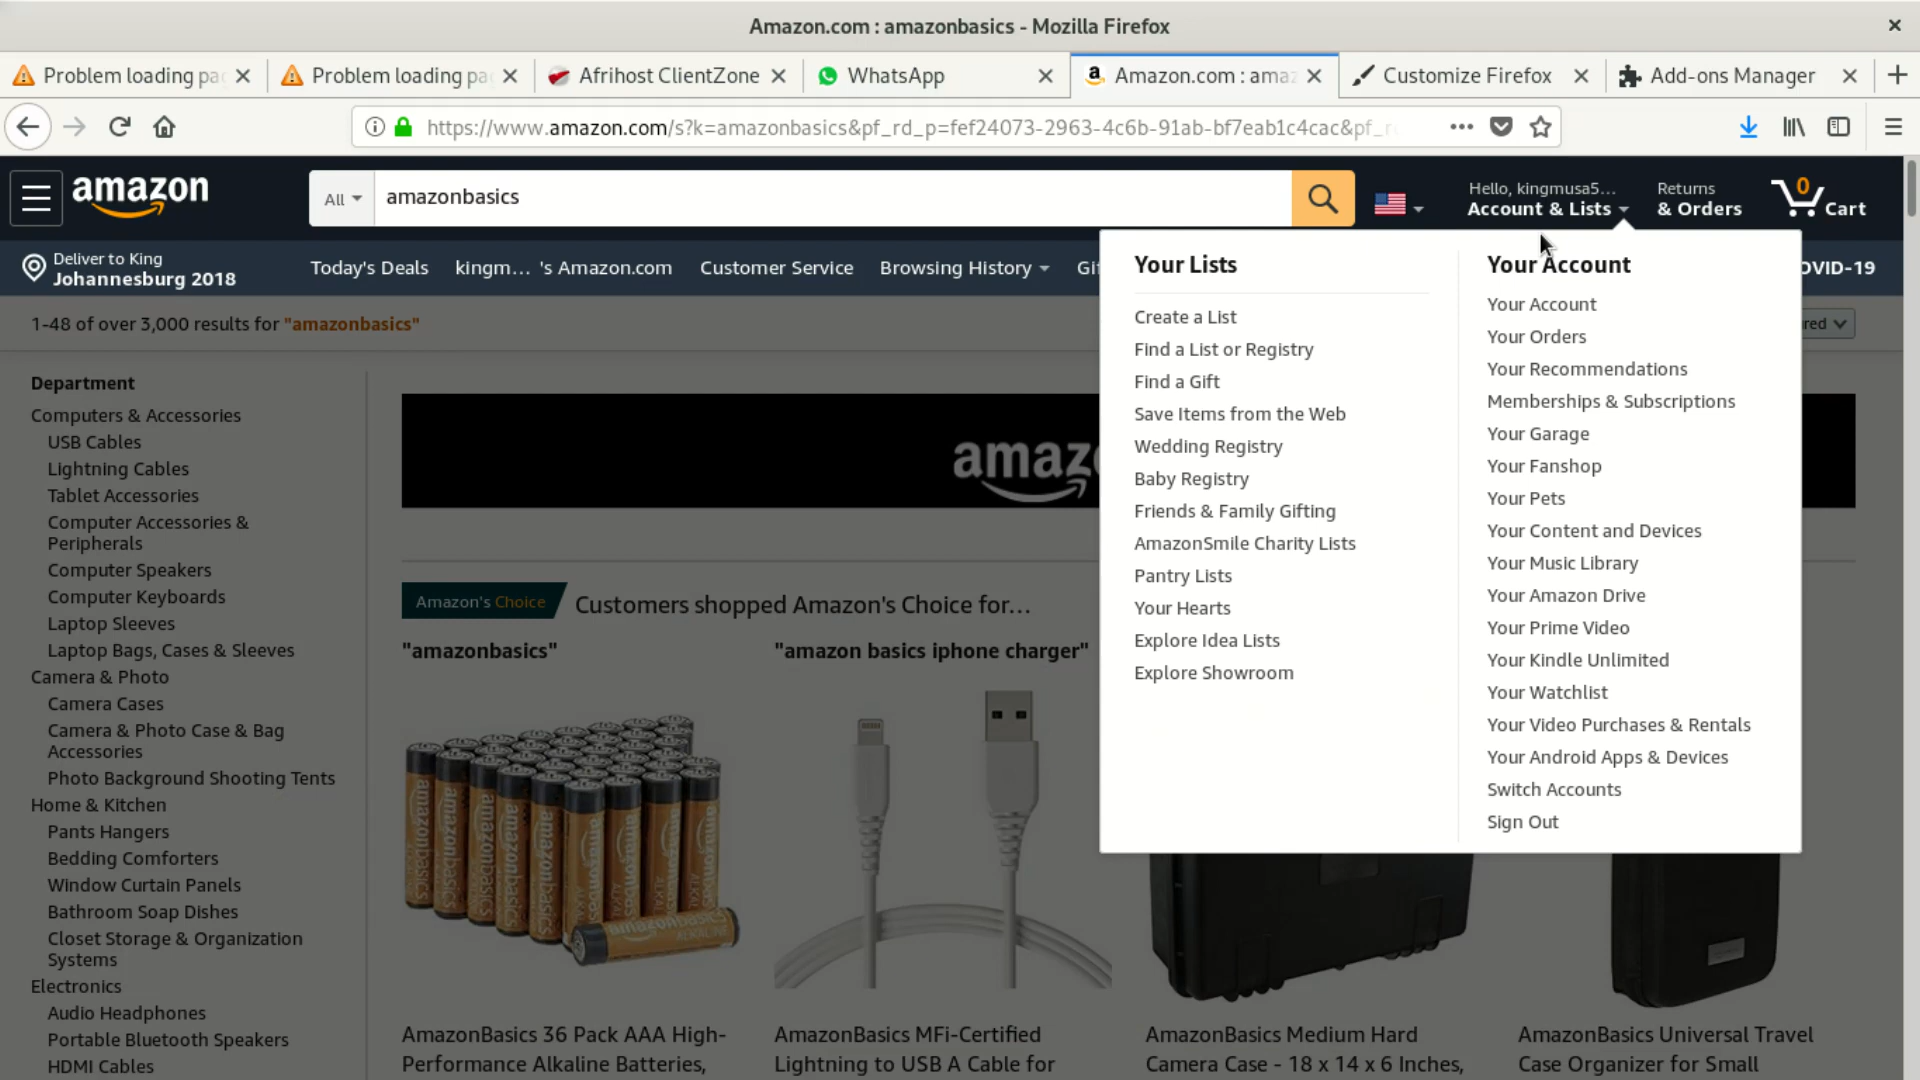 Amazon.com : amazonbasics - Mozilla Firefox
Problem loading pa
Problem loading pa
Afrihost ClientZone
WhatsApp
Amazon.com : amaz
Customize Firefox
Add-ons Manager
https://www.amazon.com/s?k=amazonbasics&pf_rd_p=fef24073-2963-4c6b-91ab-bf7eab1c4cac&pf_r
amazon
All
amazonbasics
Hello, kingmusa5...
Account & Lists
Returns
& Orders
0
Cart
Deliver to King
Johannesburg 2018
Today's Deals
kingm... 's Amazon.com
Customer Service
Browsing History
Gi
OVID-19
1-48 of over 3,000 results for "amazonbasics"
red
Department
Computers & Accessories
USB Cables
Lightning Cables
Tablet Accessories
Computer Accessories &
Peripherals
Computer Speakers
Computer Keyboards
Laptop Sleeves
Laptop Bags, Cases & Sleeves
Camera & Photo
Camera Cases
Camera & Photo Case & Bag
Accessories
Photo Background Shooting Tents
Home & Kitchen
Pants Hangers
Bedding Comforters
Window Curtain Panels
Bathroom Soap Dishes
Closet Storage & Organization
Systems
Electronics
Audio Headphones
Portable Bluetooth Speakers
HDMI Cables
amaz
Amazon's Choice
Customers shopped Amazon's Choice for…
"amazonbasics"
"amazon basics iphone charger"
amazonbasics
amazonbasics
ALKALINE
AmazonBasics 36 Pack AAA High-
Performance Alkaline Batteries,
AmazonBasics MFi-Certified
Lightning to USB A Cable for
AmazonBasics Medium Hard
Camera Case - 18 x 14 x 6 Inches,
AmazonBasics Universal Travel
Case Organizer for Small
Your Lists
Create a List
Find a List or Registry
Find a Gift
Save Items from the Web
Wedding Registry
Baby Registry
Friends & Family Gifting
AmazonSmile Charity Lists
Pantry Lists
Your Hearts
Explore Idea Lists
Explore Showroom
Your Account
Your Account
Your Orders
Your Recommendations
Memberships & Subscriptions
Your Garage
Your Fanshop
Your Pets
Your Content and Devices
Your Music Library
Your Amazon Drive
Your Prime Video
Your Kindle Unlimited
Your Watchlist
Your Video Purchases & Rentals
Your Android Apps & Devices
Switch Accounts
Sign Out